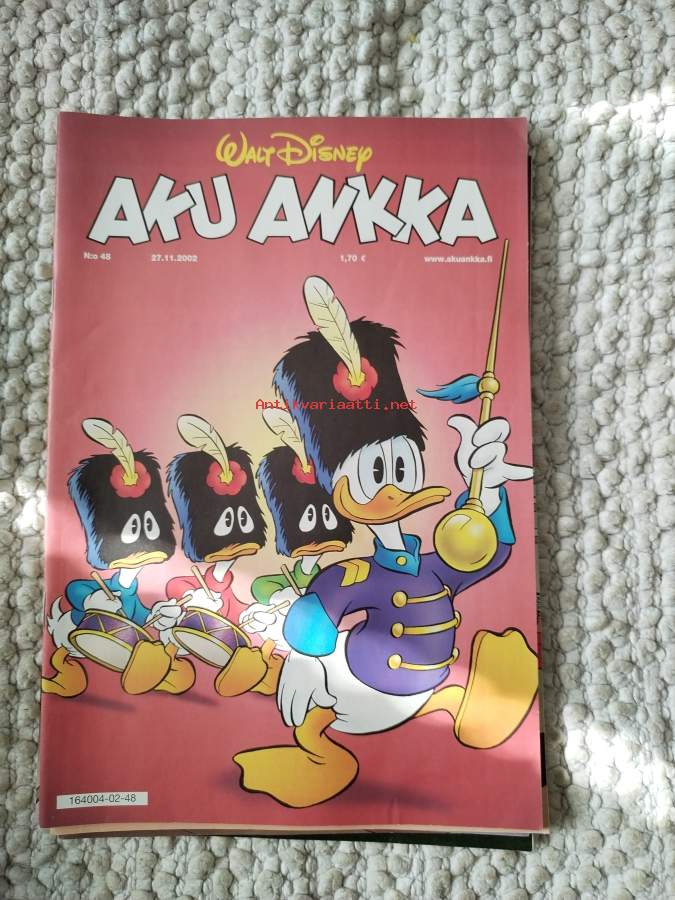 Walt Disney
AKU ANKKA
N:o 48 27.11.2002 1,70 € www.akuankka.fi
Antikvariaatti.net
164004-02-48